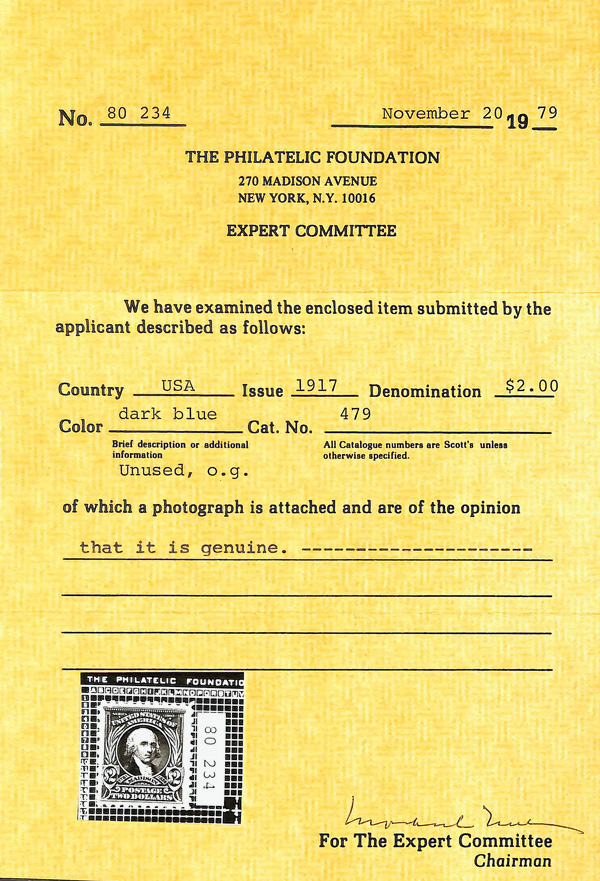 No. 80 234 November 20 19 79
THE PHILATELIC FOUNDATION
270 MADISON AVENUE
NEW YORK, N.Y. 10016
EXPERT COMMITTEE
We have examined the enclosed item submitted by the
applicant described as follows:
Country USA Issue 1917 Denomination $2.00
Color dark blue Cat. No. 479
Brief description or additional
information
All Catalogue numbers are Scott's unless
otherwise specified.
Unused, o.g.
of which a photograph is attached and are of the opinion
that it is genuine. ----------------------
THE PHILATELIC FOUNDATIO
ABCDEFGHIJKLMNOPQRSTUV
UNITED STATES OF
AMERICA
80 234
MADISON
2 2
POSTAGE
TWO DOLLARS
For The Expert Committee
Chairman